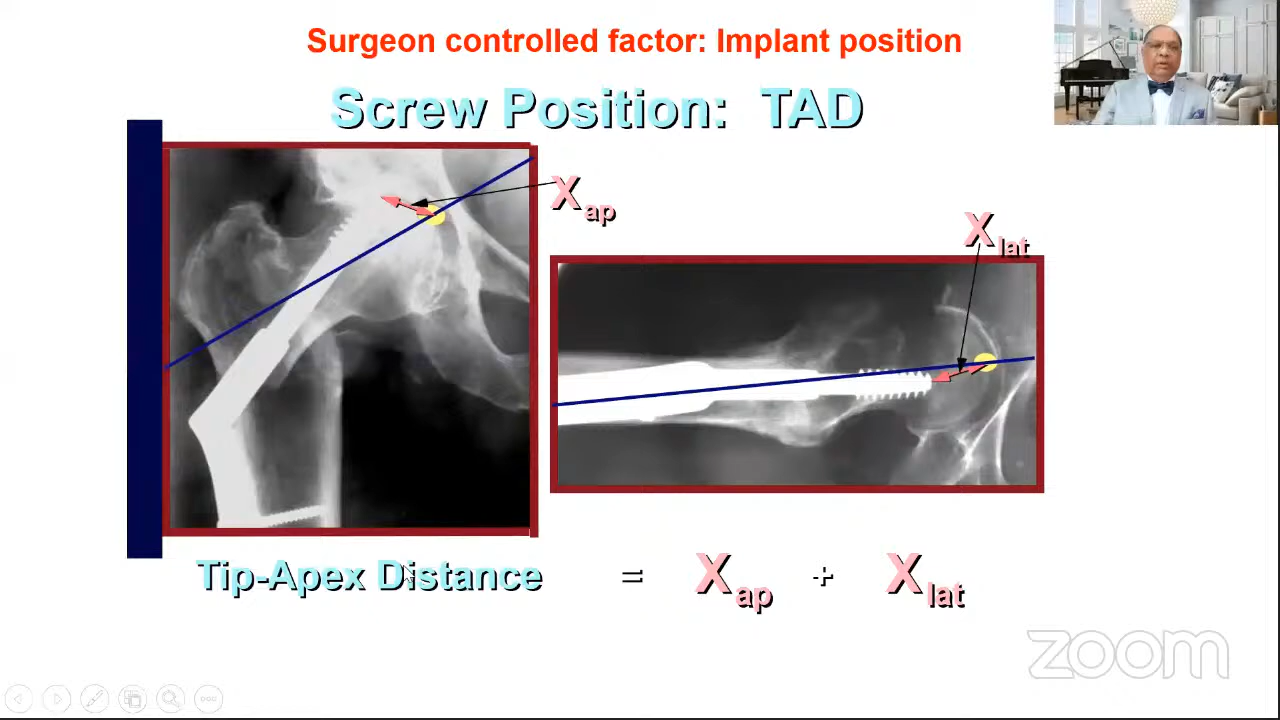 Surgeon controlled factor: Implant position
Screw Position: TAD
Xap
Xlat
Tip-Apex Distance = Xap + Xlat
zoom